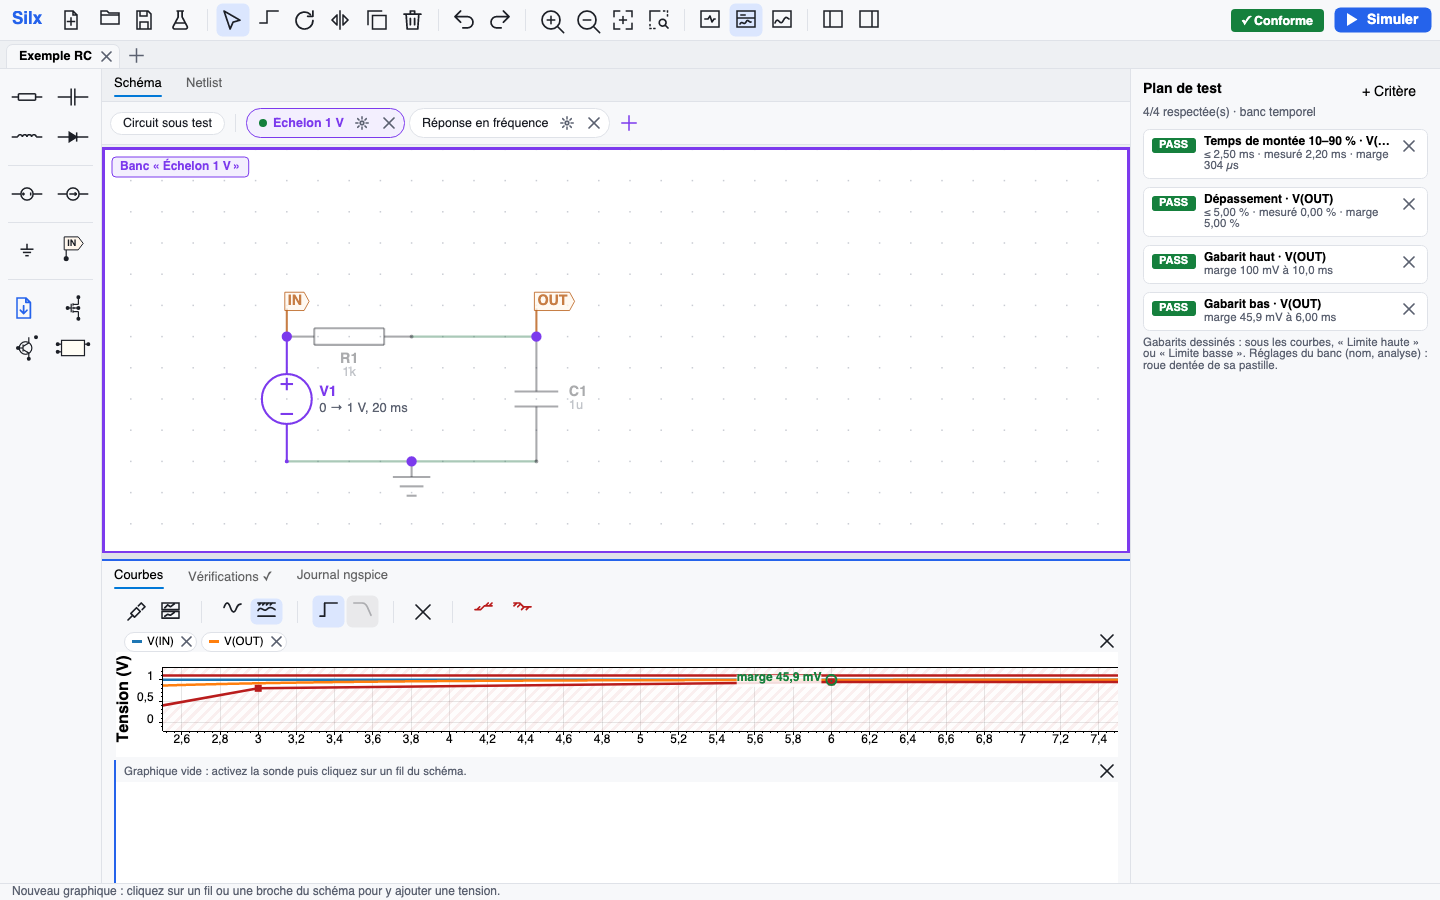 Silx
✓Conforme
Simuler
Exemple RC
Schéma
Netlist
Circuit sous test
Echelon 1 V
Réponse en fréquence
Banc « Échelon 1 V »
IN
IN
OUT
R1
1k
V1
0 → 1 V, 20 ms
C1
1u
Plan de test
+ Critère
4/4 respectée(s) · banc temporel
PASS
Temps de montée 10–90 % · V(...
≤ 2,50 ms · mesuré 2,20 ms · marge
304 µs
PASS
Dépassement · V(OUT)
≤ 5,00 % · mesuré 0,00 % · marge
5,00 %
PASS
Gabarit haut · V(OUT)
marge 100 mV à 10,0 ms
PASS
Gabarit bas · V(OUT)
marge 45,9 mV à 6,00 ms
Gabarits dessinés : sous les courbes, « Limite haute »
ou « Limite basse ». Réglages du banc (nom, analyse) :
roue dentée de sa pastille.
Courbes
Vérifications ✓
Journal ngspice
V(IN)
V(OUT)
Tension (V)
1
0,5
0
marge 45,9 mV
2,6 2,8 3 3,2 3,4 3,6 3,8 4 4,2 4,4 4,6 4,8 5 5,2 5,4 5,6 5,8 6 6,2 6,4 6,6 6,8 7 7,2 7,4
Graphique vide : activez la sonde puis cliquez sur un fil du schéma.
Nouveau graphique : cliquez sur un fil ou une broche du schéma pour y ajouter une tension.